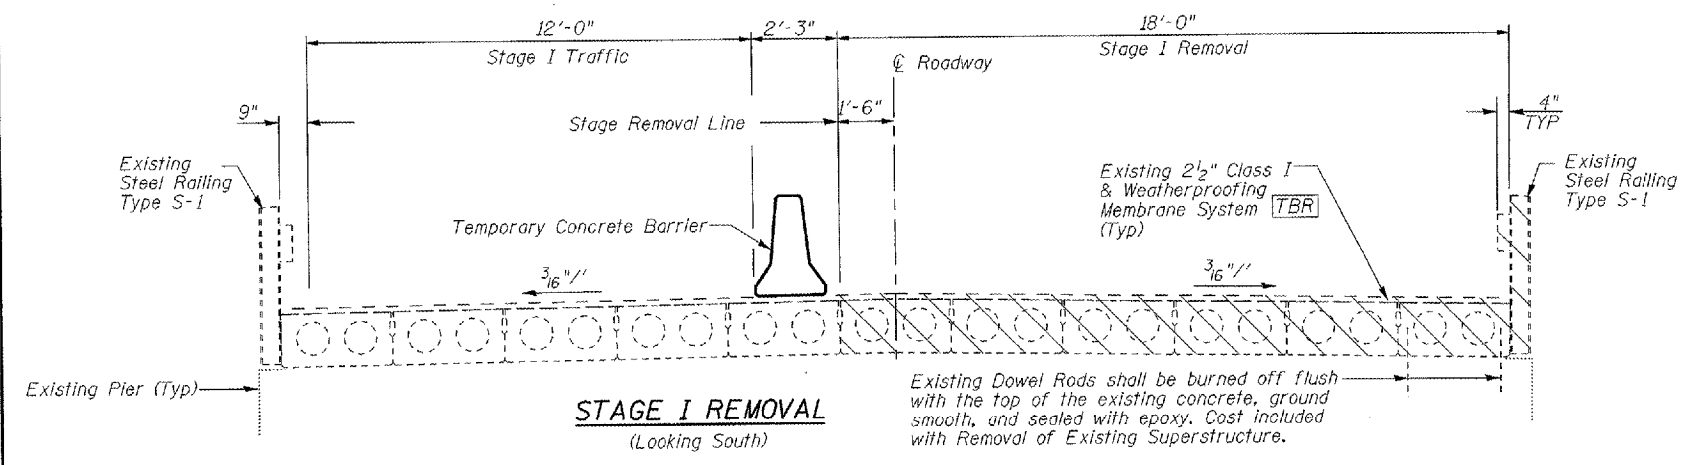 12'-0"
2'-3"
18'-0"
Stage I Traffic
Stage I Removal
℄ Roadway
9"
Stage Removal Line
1'-6"
4"
TYP
Existing
Steel Railing
Type S-1
Existing 2½" Class I
& Weatherproofing
Membrane System TBR
(Typ)
Existing
Steel Railing
Type S-1
Temporary Concrete Barrier
3/16"/'
3/16"/'
Existing Pier (Typ)
Existing Dowel Rods shall be burned off flush
with the top of the existing concrete, ground
smooth, and sealed with epoxy. Cost included
with Removal of Existing Superstructure.
STAGE I REMOVAL
(Looking South)